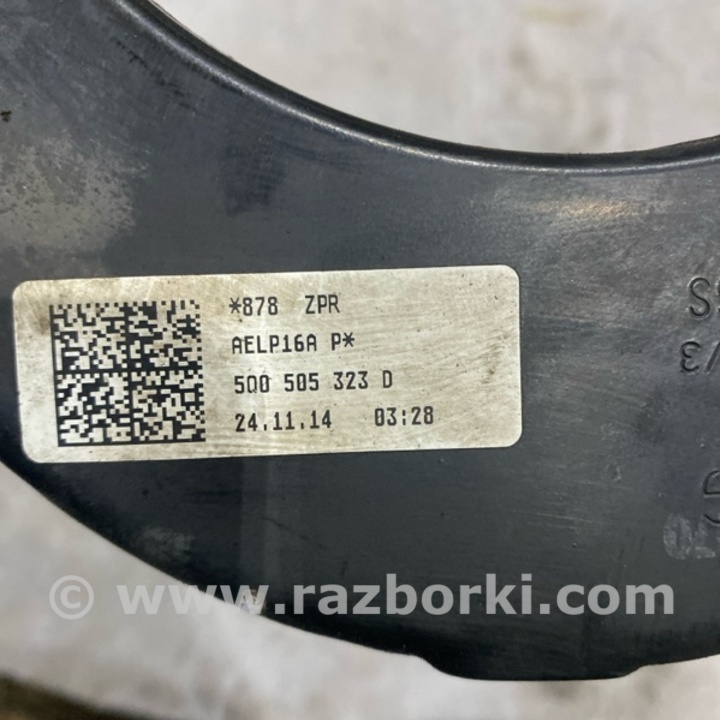 *878 ZPR
AELP16A P*
5Q0 505 323 D
24.11.14 03:28
© www.razborki.com